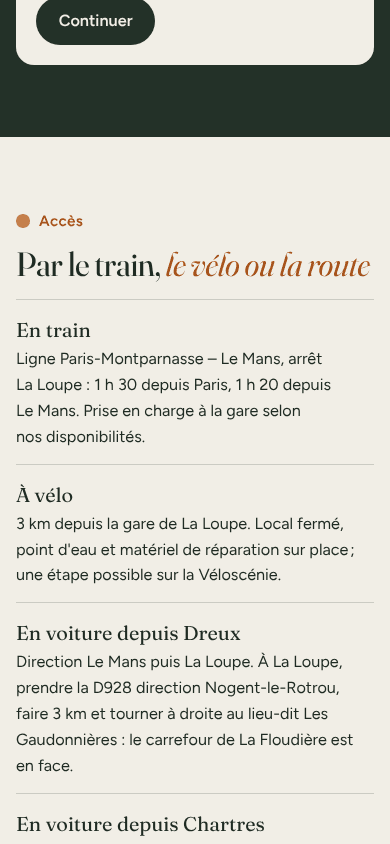 Continuer
Accès
Par le train, le vélo ou la route
En train
Ligne Paris-Montparnasse – Le Mans, arrêt
La Loupe : 1 h 30 depuis Paris, 1 h 20 depuis
Le Mans. Prise en charge à la gare selon
nos disponibilités.
À vélo
3 km depuis la gare de La Loupe. Local fermé,
point d'eau et matériel de réparation sur place ;
une étape possible sur la Véloscénie.
En voiture depuis Dreux
Direction Le Mans puis La Loupe. À La Loupe,
prendre la D928 direction Nogent-le-Rotrou,
faire 3 km et tourner à droite au lieu-dit Les
Gaudonnières : le carrefour de La Floudière est
en face.
En voiture depuis Chartres